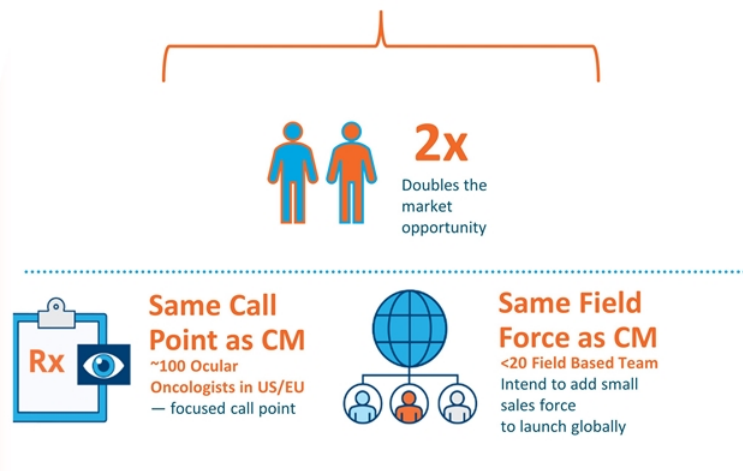 2x
Doubles the
market
opportunity
Rx
Same Call
Point as CM
~100 Ocular
Oncologists in US/EU
— focused call point
Same Field
Force as CM
<20 Field Based Team
Intend to add small
sales force
to launch globally